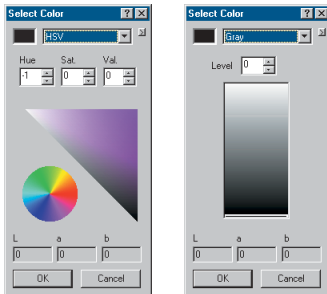 Select Color
HSV
Hue Sat. Val.
-1 0 0
L a b
0 0 0
OK Cancel
Select Color
Gray
Level 0
L a b
0 0 0
OK Cancel